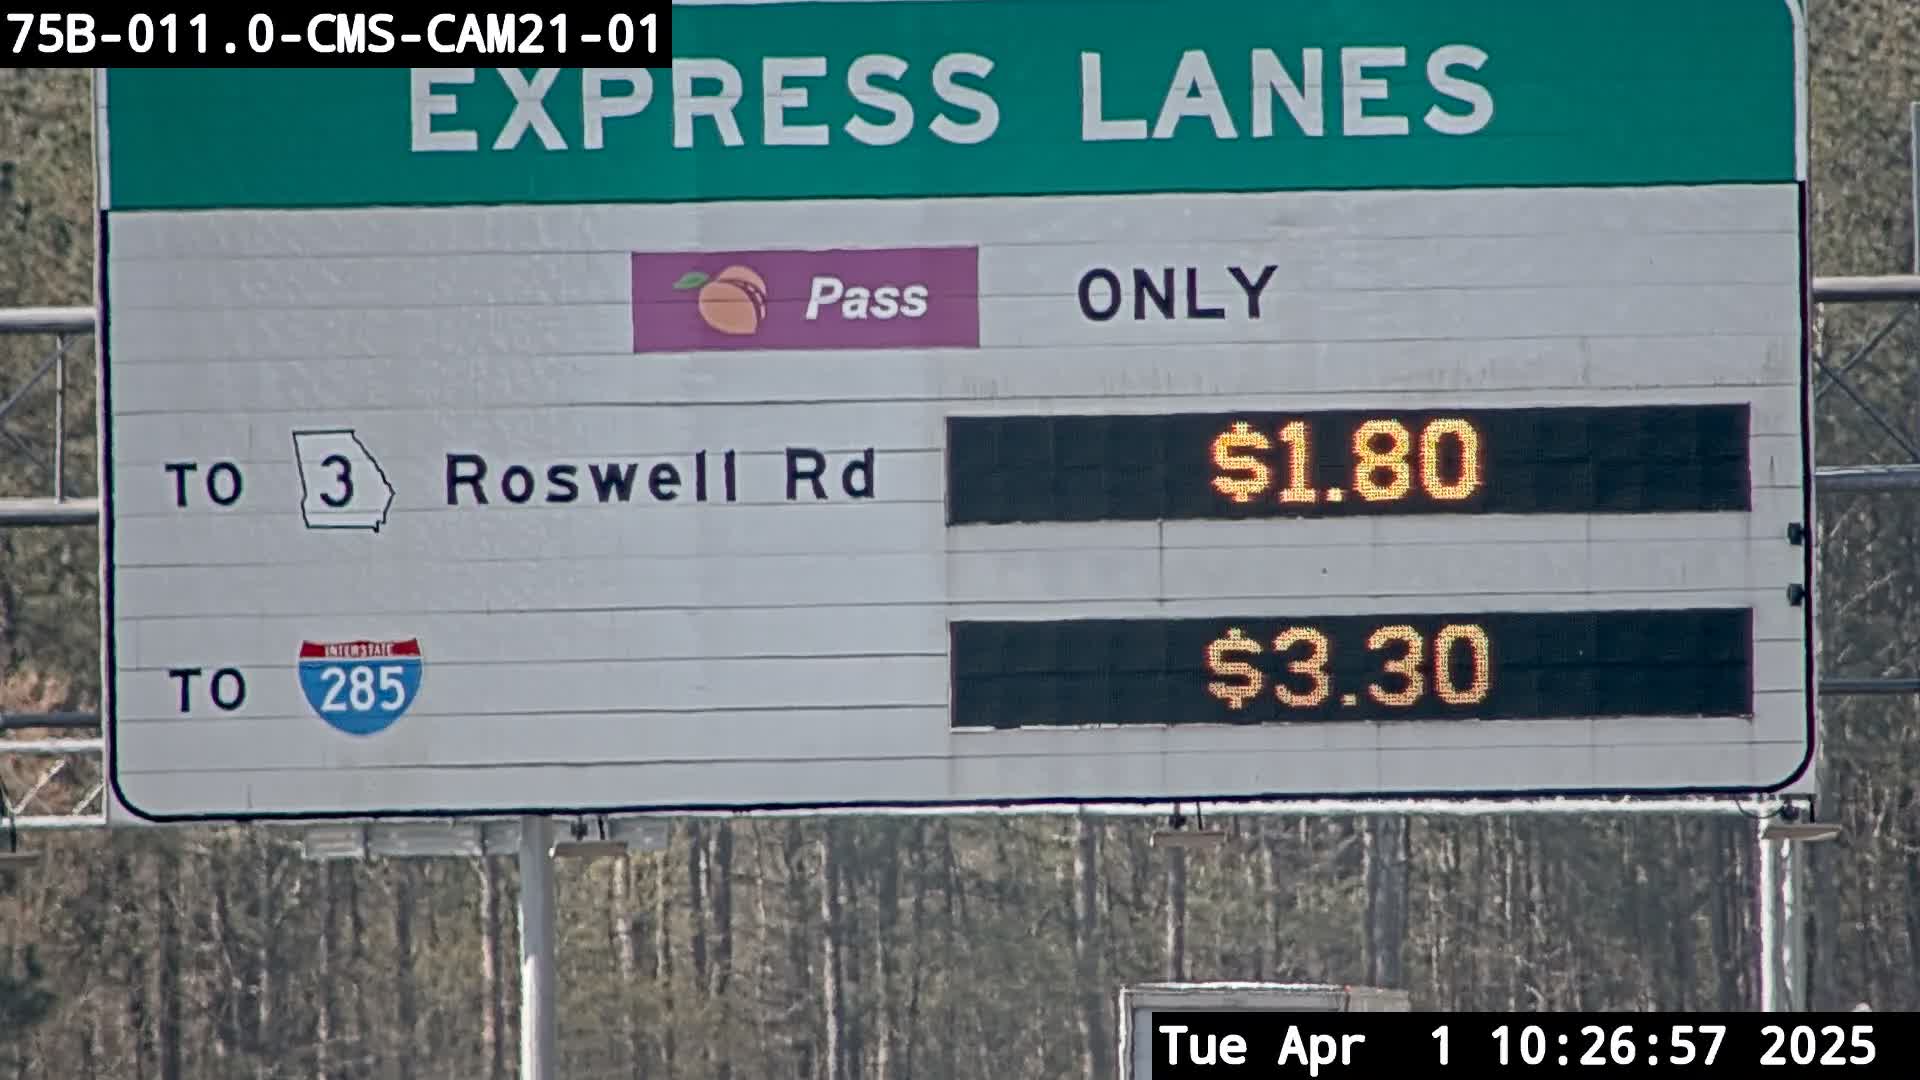 75B-011.0-CMS-CAM21-01
EXPRESS LANES
Pass ONLY
TO 3 Roswell Rd $1.80
INTERSTATE
TO 285 $3.30
Tue Apr 1 10:26:57 2025